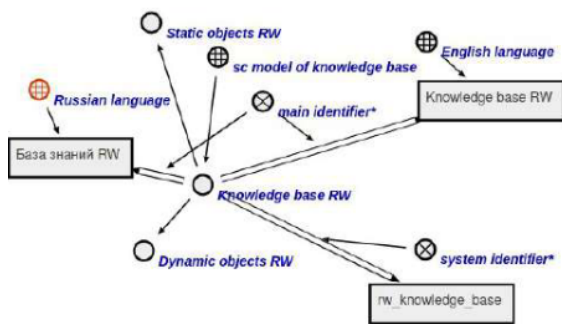 Static objects RW
English language
sc model of knowledge base
Russian language
Knowledge base RW
main identifier*
База знаний RW
Knowledge base RW
Dynamic objects RW
system identifier*
rw_knowledge_base